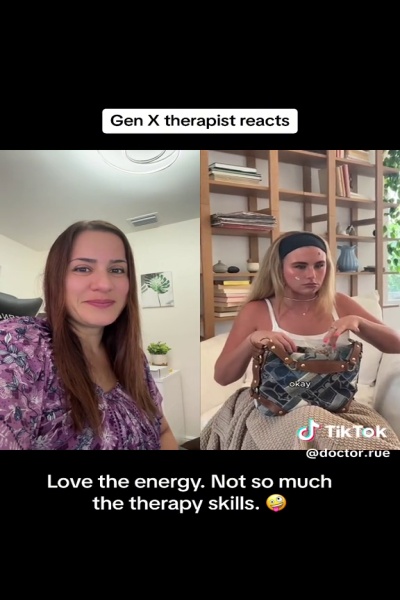 Gen X therapist reacts
okay
TikTok
@doctor.rue
Love the energy. Not so much
the therapy skills. 🤪